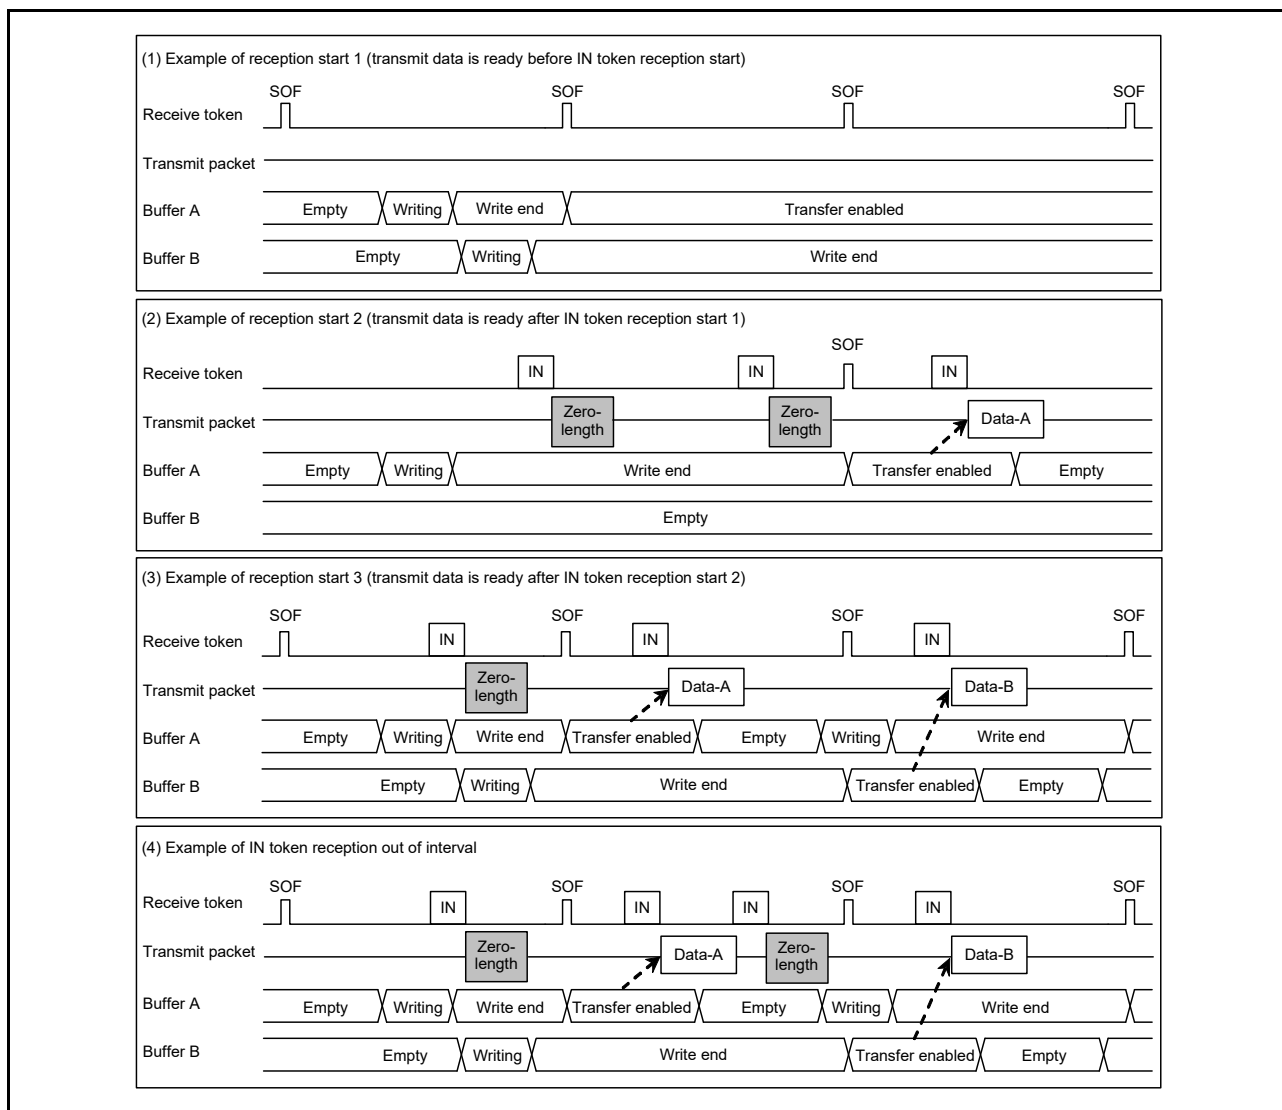 (1) Example of reception start 1 (transmit data is ready before IN token reception start)
SOF SOF SOF SOF
Receive token
Transmit packet
Buffer A Empty Writing Write end Transfer enabled
Buffer B Empty Writing Write end
(2) Example of reception start 2 (transmit data is ready after IN token reception start 1)
SOF
Receive token IN IN IN
Transmit packet Zero-length Zero-length Data-A
Buffer A Empty Writing Write end Transfer enabled Empty
Buffer B Empty
(3) Example of reception start 3 (transmit data is ready after IN token reception start 2)
SOF SOF SOF SOF
Receive token IN IN IN
Transmit packet Zero-length Data-A Data-B
Buffer A Empty Writing Write end Transfer enabled Empty Writing Write end
Buffer B Empty Writing Write end Transfer enabled Empty
(4) Example of IN token reception out of interval
SOF SOF SOF SOF
Receive token IN IN IN IN
Transmit packet Zero-length Data-A Zero-length Data-B
Buffer A Empty Writing Write end Transfer enabled Empty Writing Write end
Buffer B Empty Writing Write end Transfer enabled Empty